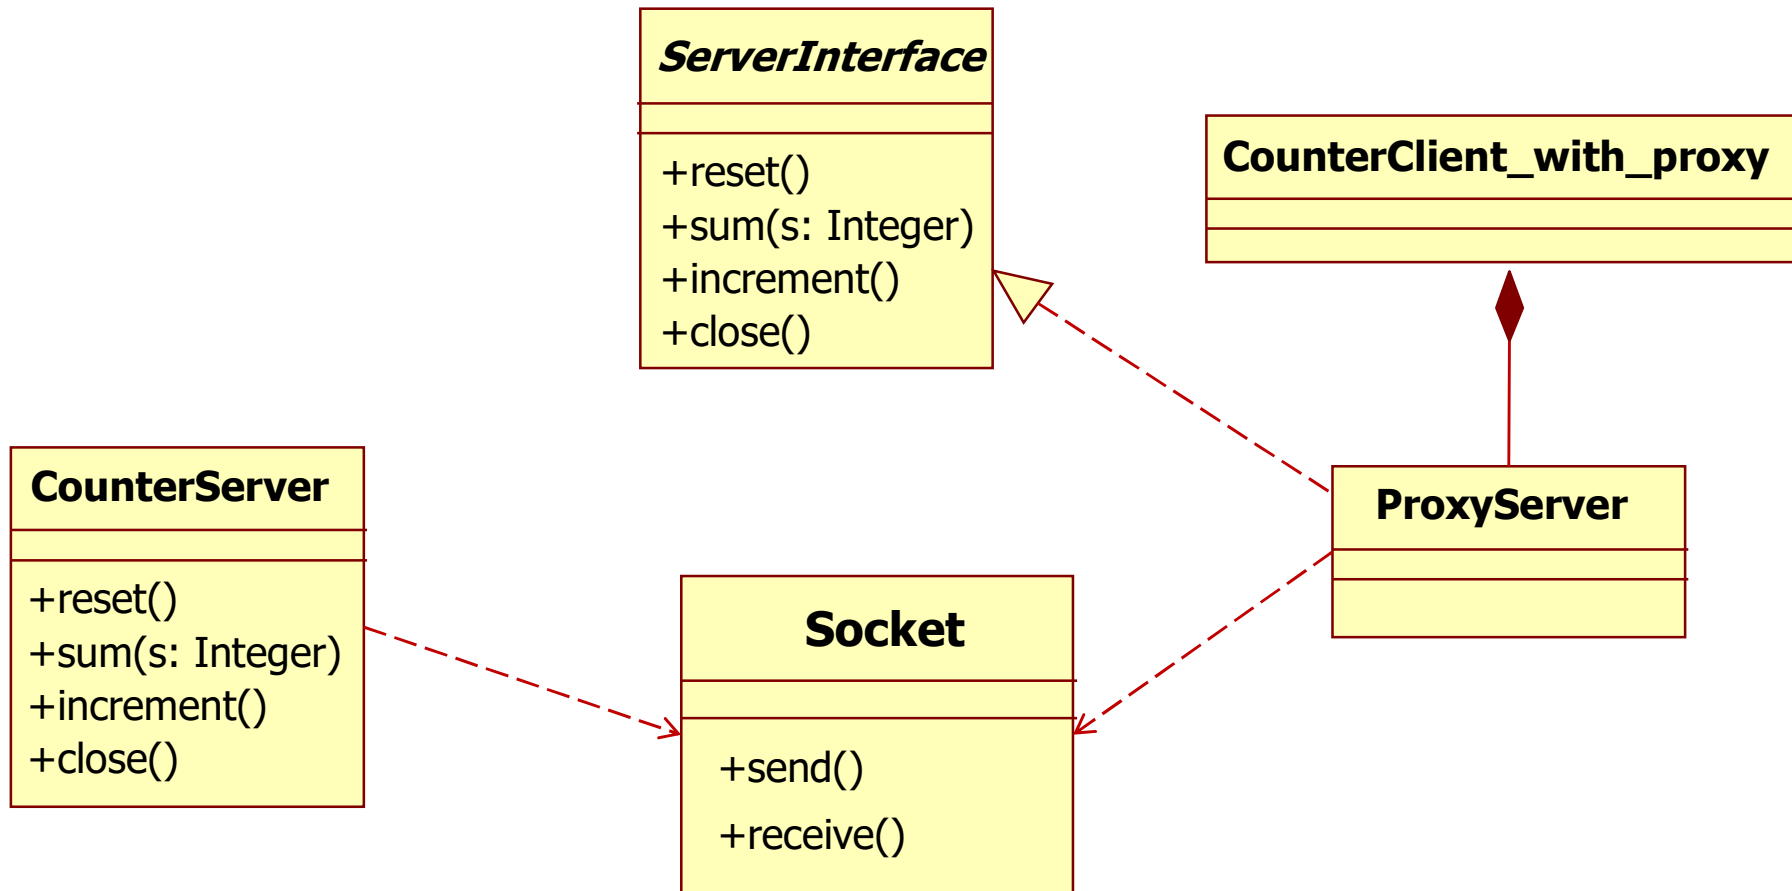 ServerInterface
+reset()
+sum(s: Integer)
+increment()
+close()
CounterClient_with_proxy
CounterServer
+reset()
+sum(s: Integer)
+increment()
+close()
Socket
+send()
+receive()
ProxyServer